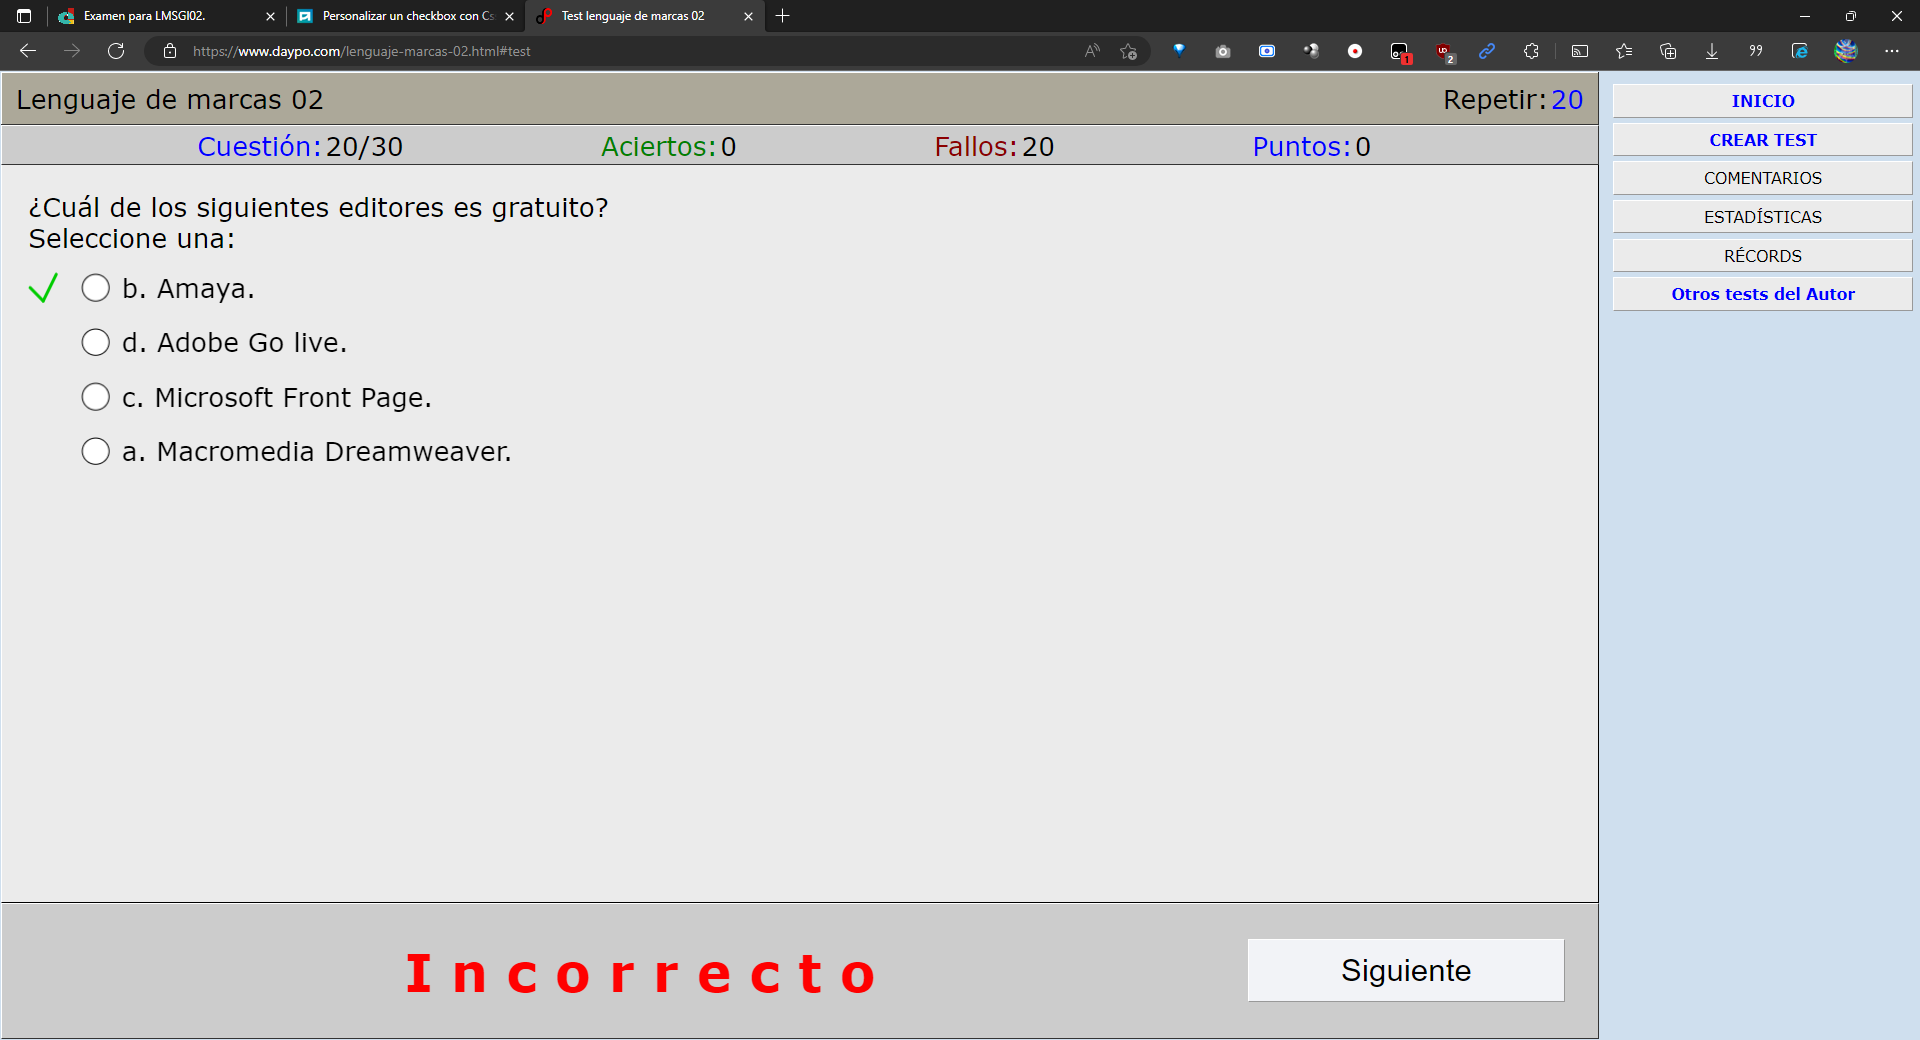 Examen para LMSGI02.
Personalizar un checkbox con Cs
Test lenguaje de marcas 02
https://www.daypo.com/lenguaje-marcas-02.html#test
1
2
Lenguaje de marcas 02
Repetir: 20
Cuestión: 20/30
Aciertos: 0
Fallos: 20
Puntos: 0
¿Cuál de los siguientes editores es gratuito?
Seleccione una:
b. Amaya.
d. Adobe Go live.
c. Microsoft Front Page.
a. Macromedia Dreamweaver.
Incorrecto
Siguiente
INICIO
CREAR TEST
COMENTARIOS
ESTADÍSTICAS
RÉCORDS
Otros tests del Autor